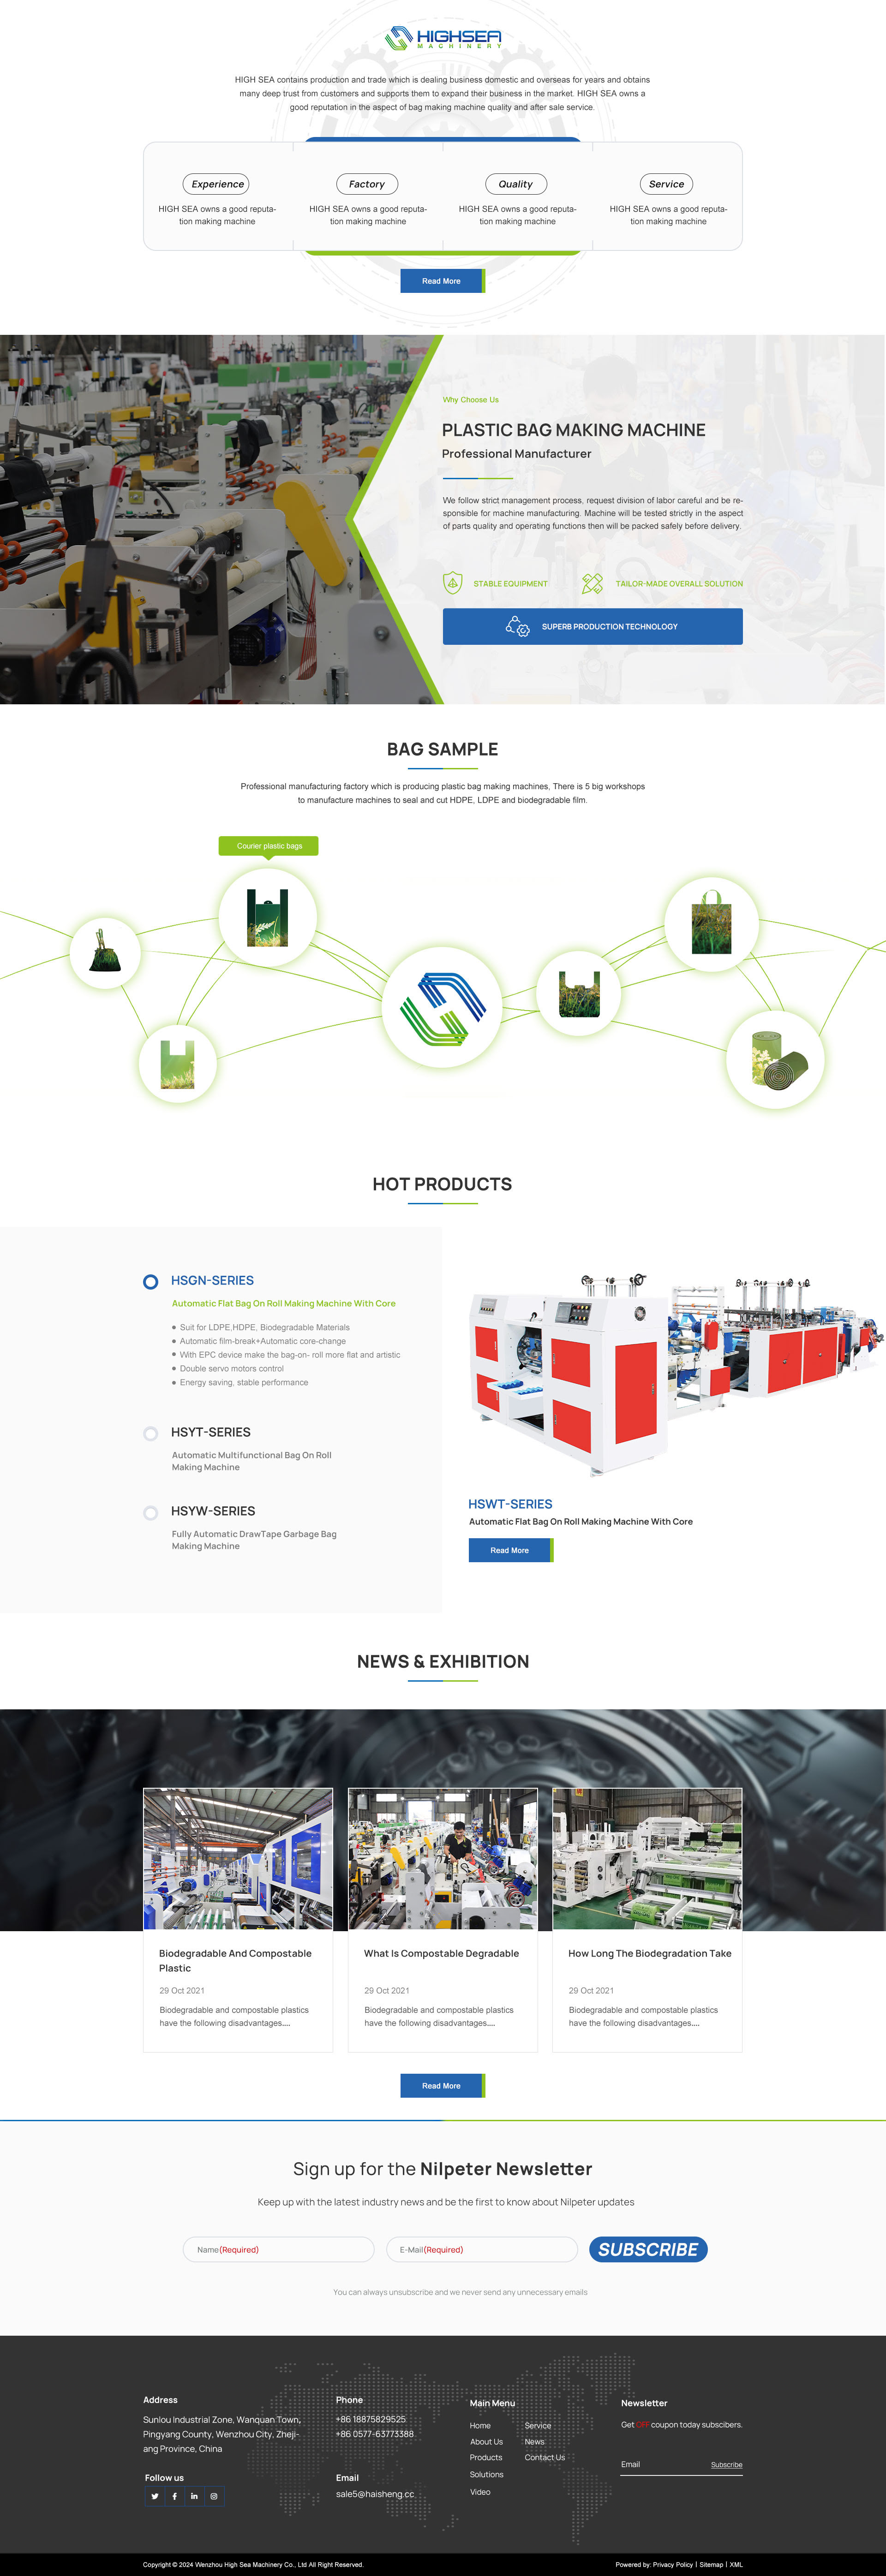 HIGHSEA
MACHINERY
HIGH SEA contains production and trade which is dealing business domestic and overseas for years and obtains
many deep trust from customers and supports them to expand their business in the market. HIGH SEA owns a
good reputation in the aspect of bag making machine quality and after sale service.
Experience
HIGH SEA owns a good reputa-
tion making machine
Factory
HIGH SEA owns a good reputa-
tion making machine
Quality
HIGH SEA owns a good reputa-
tion making machine
Service
HIGH SEA owns a good reputa-
tion making machine
Read More
Why Choose Us
PLASTIC BAG MAKING MACHINE
Professional Manufacturer
We follow strict management process, request division of labor careful and be re-
sponsible for machine manufacturing. Machine will be tested strictly in the aspect
of parts quality and operating functions then will be packed safely before delivery.
STABLE EQUIPMENT
TAILOR-MADE OVERALL SOLUTION
SUPERB PRODUCTION TECHNOLOGY
BAG SAMPLE
Professional manufacturing factory which is producing plastic bag making machines, There is 5 big workshops
to manufacture machines to seal and cut HDPE, LDPE and biodegradable film.
Courier plastic bags
HOT PRODUCTS
HSGN-SERIES
Automatic Flat Bag On Roll Making Machine With Core
Suit for LDPE,HDPE, Biodegradable Materials
Automatic film-break+Automatic core-change
With EPC device make the bag-on- roll more flat and artistic
Double servo motors control
Energy saving, stable performance
HSYT-SERIES
Automatic Multifunctional Bag On Roll
Making Machine
HSYW-SERIES
Fully Automatic DrawTape Garbage Bag
Making Machine
HSWT-SERIES
Automatic Flat Bag On Roll Making Machine With Core
Read More
NEWS & EXHIBITION
Biodegradable And Compostable
Plastic
29 Oct 2021
Biodegradable and compostable plastics
have the following disadvantages....
What Is Compostable Degradable
29 Oct 2021
Biodegradable and compostable plastics
have the following disadvantages....
How Long The Biodegradation Take
29 Oct 2021
Biodegradable and compostable plastics
have the following disadvantages....
Read More
Sign up for the Nilpeter Newsletter
Keep up with the latest industry news and be the first to know about Nilpeter updates
Name(Required)
E-Mail(Required)
SUBSCRIBE
You can always unsubscribe and we never send any unnecessary emails
Address
Sunlou Industrial Zone, Wanquan Town,
Pingyang County, Wenzhou City, Zheji-
ang Province, China
Follow us
Phone
+86 18875829525
+86 0577-63773388
Email
sale5@haisheng.cc
Main Menu
Home
About Us
Products
Solutions
Video
Service
News
Contact Us
Newsletter
Get OFF coupon today subscibers.
Email
Subscribe
Copyright © 2024 Wenzhou High Sea Machinery Co., Ltd All Right Reserved.
Powered by: Privacy Policy | Sitemap | XML